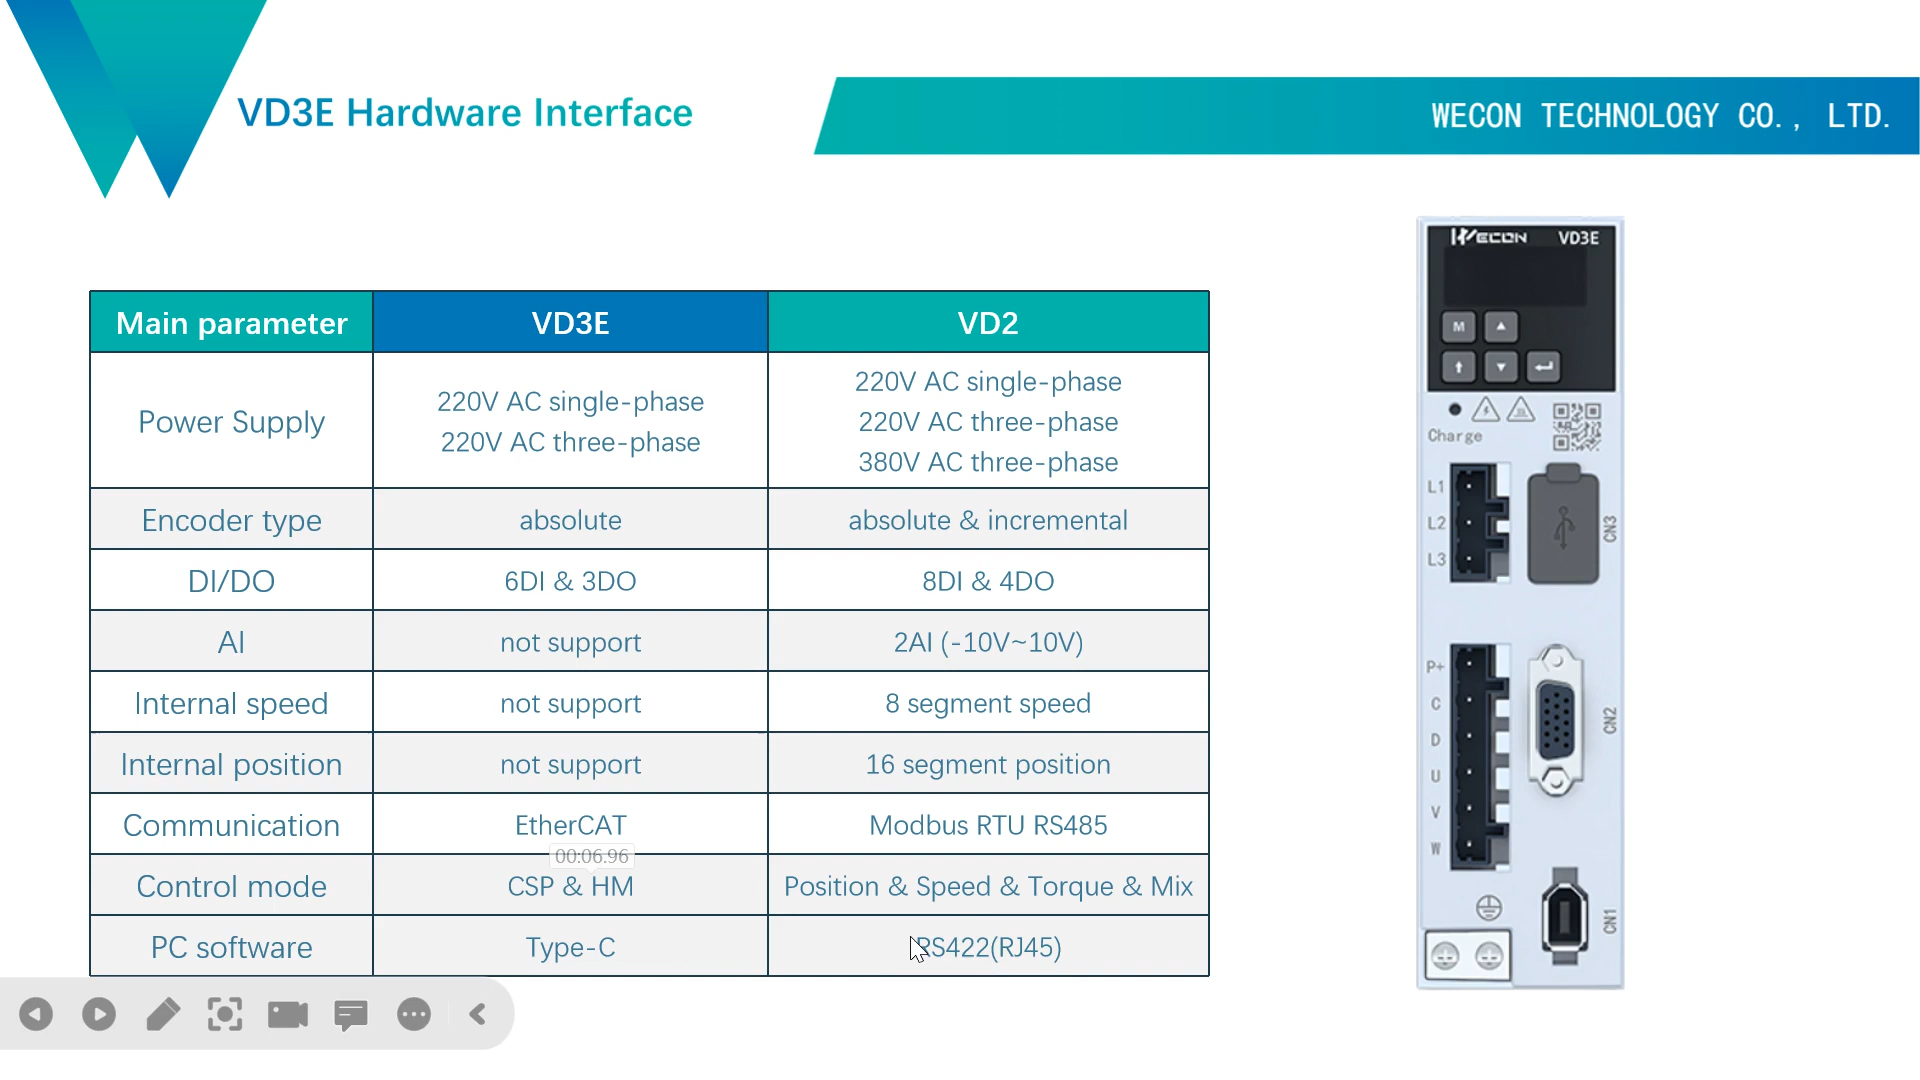 VD3E Hardware Interface
WECON TECHNOLOGY CO., LTD.
Main parameter VD3E VD2
Power Supply
220V AC single-phase
220V AC three-phase
220V AC single-phase
220V AC three-phase
380V AC three-phase
Encoder type absolute absolute & incremental
DI/DO 6DI & 3DO 8DI & 4DO
AI not support 2AI (-10V~10V)
Internal speed not support 8 segment speed
Internal position not support 16 segment position
Communication EtherCAT Modbus RTU RS485
00:06.96
Control mode CSP & HM Position & Speed & Torque & Mix
PC software Type-C RS422(RJ45)
WECON VD3E
M
Charge
L1
L2
L3
CN3
P+
C
D
U
V
W
CN2
CN1